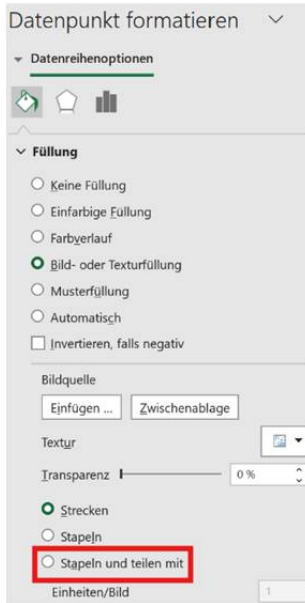 Datenpunkt formatieren
Datenreihenoptionen
Füllung
Keine Füllung
Einfarbige Füllung
Farbverlauf
Bild- oder Texturfüllung
Musterfüllung
Automatisch
Invertieren, falls negativ
Bildquelle
Einfügen ... Zwischenablage
Textur
Transparenz 0 %
Strecken
Stapeln
Stapeln und teilen mit
Einheiten/Bild 1